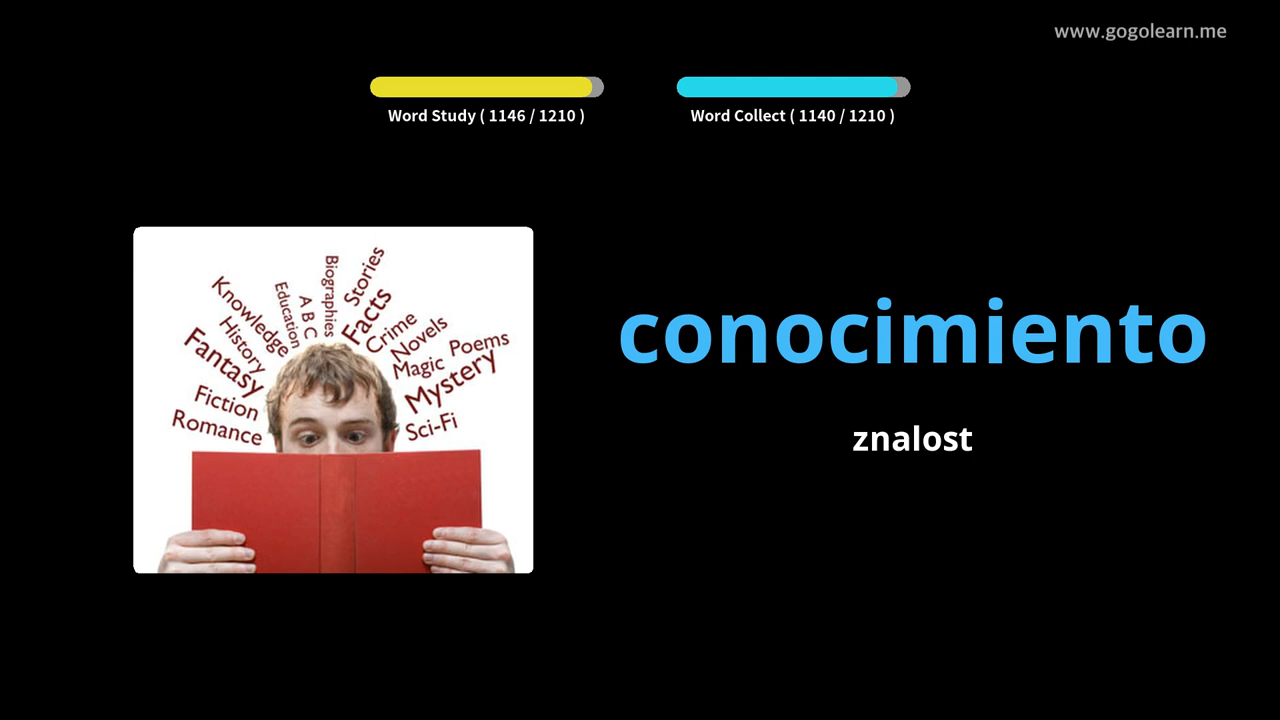 www.gogolearn.me
Word Study ( 1146 / 1210 )
Word Collect ( 1140 / 1210 )
Knowledge
Education
A B C
Biographies
Stories
Facts
Crime
Novels
Poems
Magic
Mystery
Sci-Fi
History
Fantasy
Fiction
Romance
conocimiento
znalost